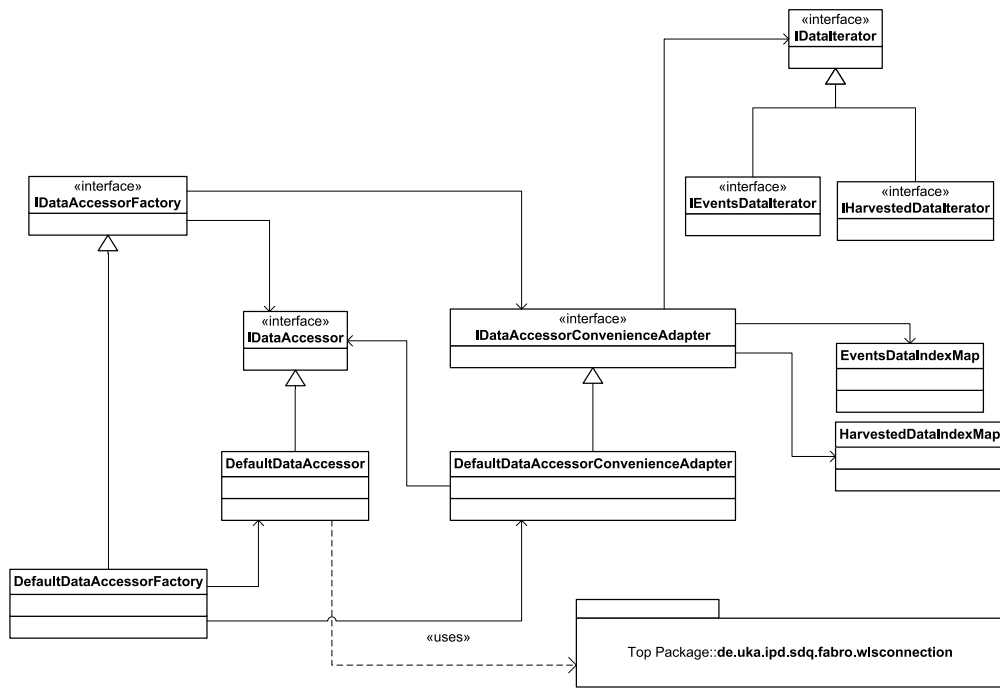 «interface»
IDataIterator
«interface»
IDataAccessorFactory
«interface»
IEventsDataIterator
«interface»
IHarvestedDataIterator
«interface»
IDataAccessor
«interface»
IDataAccessorConvenienceAdapter
EventsDataIndexMap
HarvestedDataIndexMap
DefaultDataAccessor
DefaultDataAccessorConvenienceAdapter
DefaultDataAccessorFactory
«uses»
Top Package::de.uka.ipd.sdq.fabro.wlsconnection